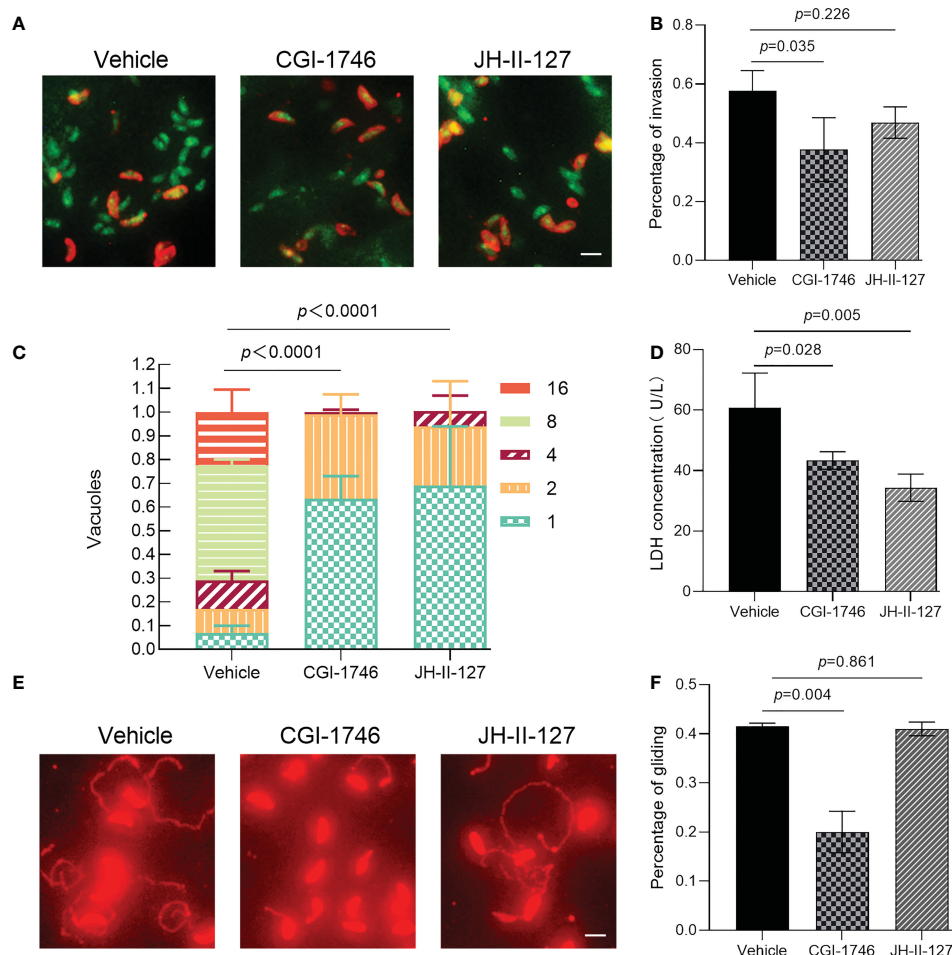 A
Vehicle
CGI-1746
JH-II-127
B
p=0.226
p=0.035
0.8
0.6
0.4
0.2
0.0
Percentage of invasion
Vehicle
CGI-1746
JH-II-127
C
p<0.0001
p<0.0001
1.2
1.1
1.0
0.9
0.8
0.7
0.6
0.5
0.4
0.3
0.2
0.1
0.0
Vacuoles
16
8
4
2
1
Vehicle
CGI-1746
JH-II-127
D
p=0.005
p=0.028
80
60
40
20
0
LDH concentration( U/L)
Vehicle
CGI-1746
JH-II-127
E
Vehicle
CGI-1746
JH-II-127
F
p=0.861
p=0.004
0.5
0.4
0.3
0.2
0.1
0.0
Percentage of gliding
Vehicle
CGI-1746
JH-II-127